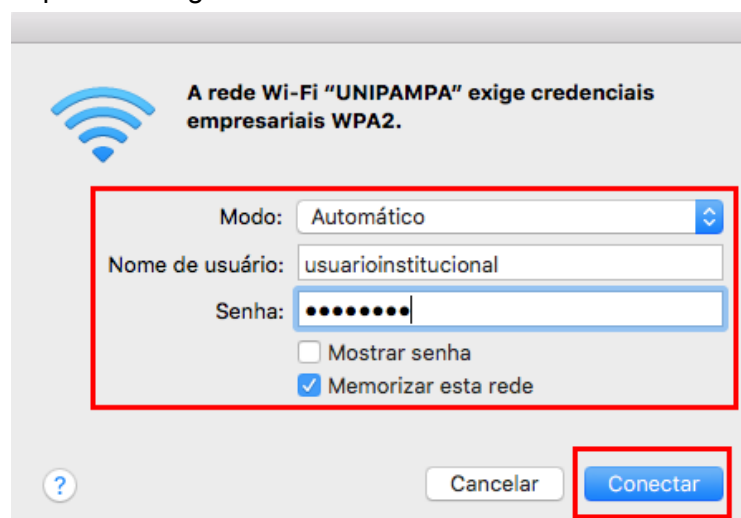 A rede Wi-Fi “UNIPAMPA” exige credenciais
empresariais WPA2.
Modo: Automático
Nome de usuário: usuarioinstitucional
Senha: ••••••••
Mostrar senha
Memorizar esta rede
? Cancelar Conectar